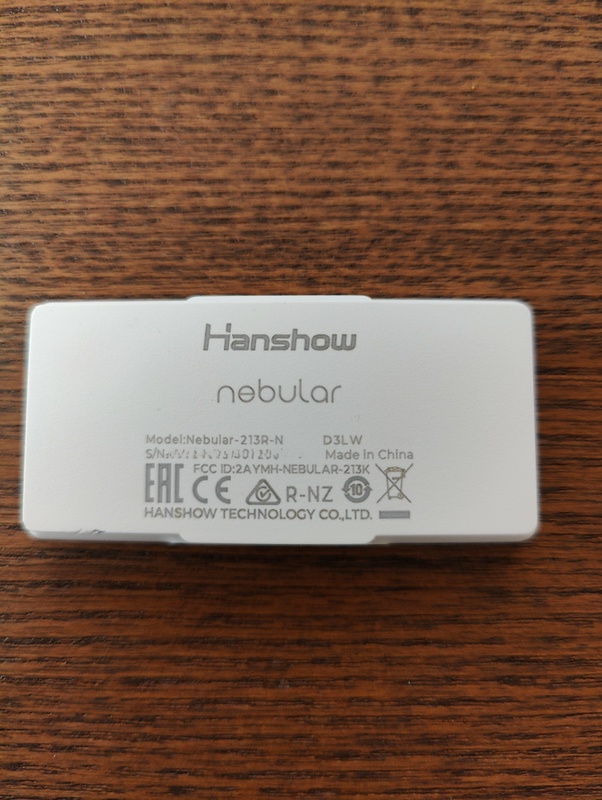 Hanshow
nebular
Model:Nebular-213R-N D3LW
Made in China
FCC ID:2AYMH-NEBULAR-213K
EAC CE R-NZ 10
HANSHOW TECHNOLOGY CO.,LTD.